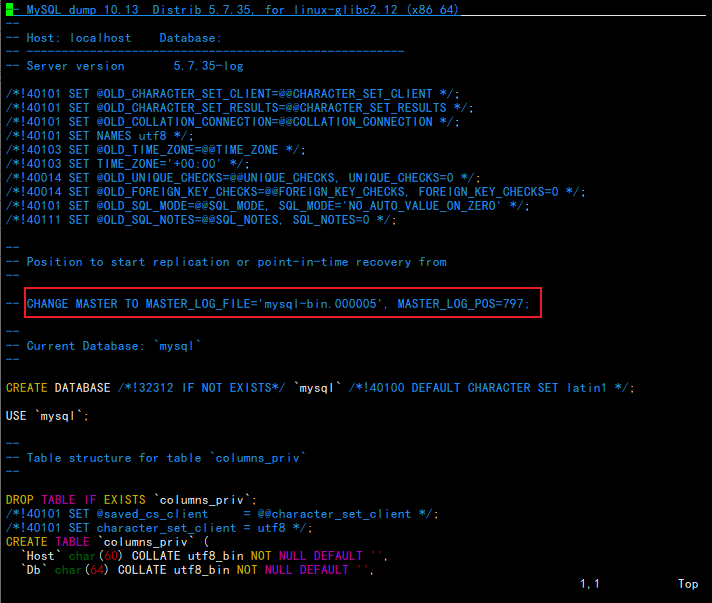 -- MySQL dump 10.13  Distrib 5.7.35, for linux-glibc2.12 (x86_64)
--
-- Host: localhost    Database:
-- ------------------------------------------------------
-- Server version       5.7.35-log

/*!40101 SET @OLD_CHARACTER_SET_CLIENT=@@CHARACTER_SET_CLIENT */;
/*!40101 SET @OLD_CHARACTER_SET_RESULTS=@@CHARACTER_SET_RESULTS */;
/*!40101 SET @OLD_COLLATION_CONNECTION=@@COLLATION_CONNECTION */;
/*!40101 SET NAMES utf8 */;
/*!40103 SET @OLD_TIME_ZONE=@@TIME_ZONE */;
/*!40103 SET TIME_ZONE='+00:00' */;
/*!40014 SET @OLD_UNIQUE_CHECKS=@@UNIQUE_CHECKS, UNIQUE_CHECKS=0 */;
/*!40014 SET @OLD_FOREIGN_KEY_CHECKS=@@FOREIGN_KEY_CHECKS, FOREIGN_KEY_CHECKS=0 */;
/*!40101 SET @OLD_SQL_MODE=@@SQL_MODE, SQL_MODE='NO_AUTO_VALUE_ON_ZERO' */;
/*!40111 SET @OLD_SQL_NOTES=@@SQL_NOTES, SQL_NOTES=0 */;

--
-- Position to start replication or point-in-time recovery from
--

-- CHANGE MASTER TO MASTER_LOG_FILE='mysql-bin.000005', MASTER_LOG_POS=797;

--
-- Current Database: `mysql`
--

CREATE DATABASE /*!32312 IF NOT EXISTS*/ `mysql` /*!40100 DEFAULT CHARACTER SET latin1 */;

USE `mysql`;

--
-- Table structure for table `columns_priv`
--

DROP TABLE IF EXISTS `columns_priv`;
/*!40101 SET @saved_cs_client     = @@character_set_client */;
/*!40101 SET character_set_client = utf8 */;
CREATE TABLE `columns_priv` (
  `Host` char(60) COLLATE utf8_bin NOT NULL DEFAULT '',
  `Db` char(64) COLLATE utf8_bin NOT NULL DEFAULT '',
1,1           Top